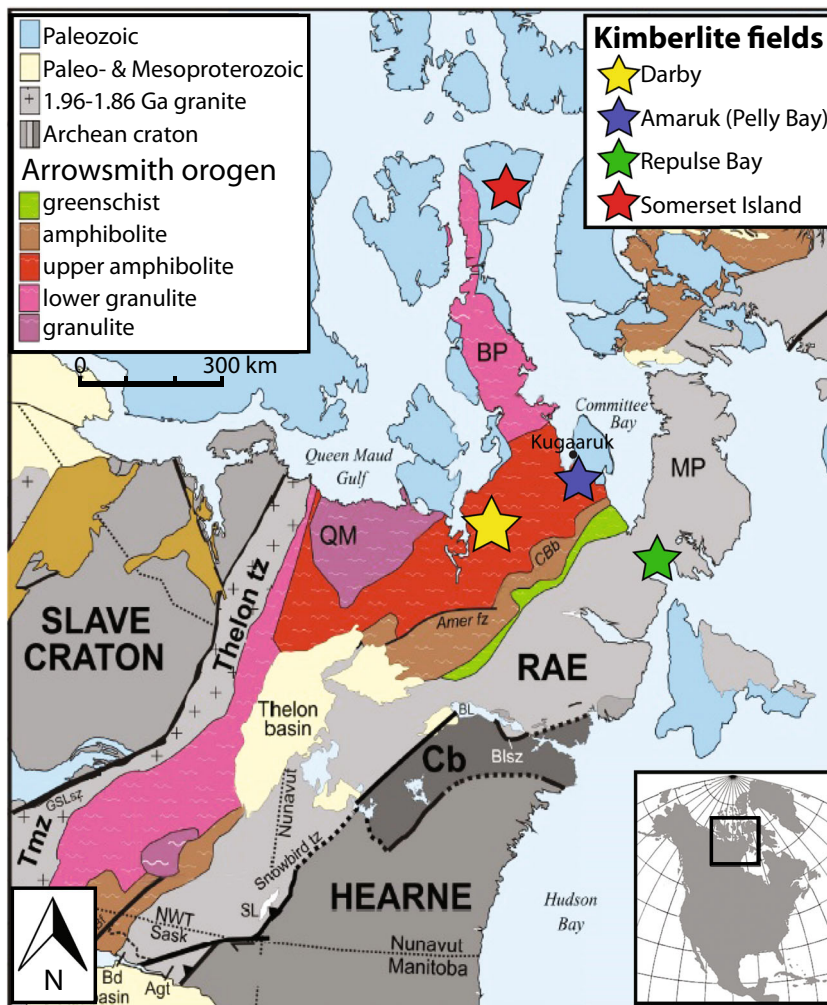 Paleozoic
Paleo- & Mesoproterozoic
1.96-1.86 Ga granite
Archean craton
Arrowsmith orogen
greenschist
amphibolite
upper amphibolite
lower granulite
granulite
0 300 km
Kimberlite fields
Darby
Amaruk (Pelly Bay)
Repulse Bay
Somerset Island
BP
Committee
Bay
Kugaaruk
MP
Queen Maud
Gulf
QM
CBb
Amer fz
Thelon tz
SLAVE
CRATON
RAE
Thelon
basin
BL
Cb
Blsz
GSLsz
Nunavut
Snowbird tz
Tmz
HEARNE
SL
Hudson
Bay
NWT
Sask
Nunavut
Manitoba
N
Bd
basin
Agt